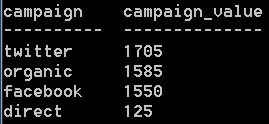 campaign    campaign_value
----------  --------------
twitter     1705
organic     1585
facebook    1550
direct      125